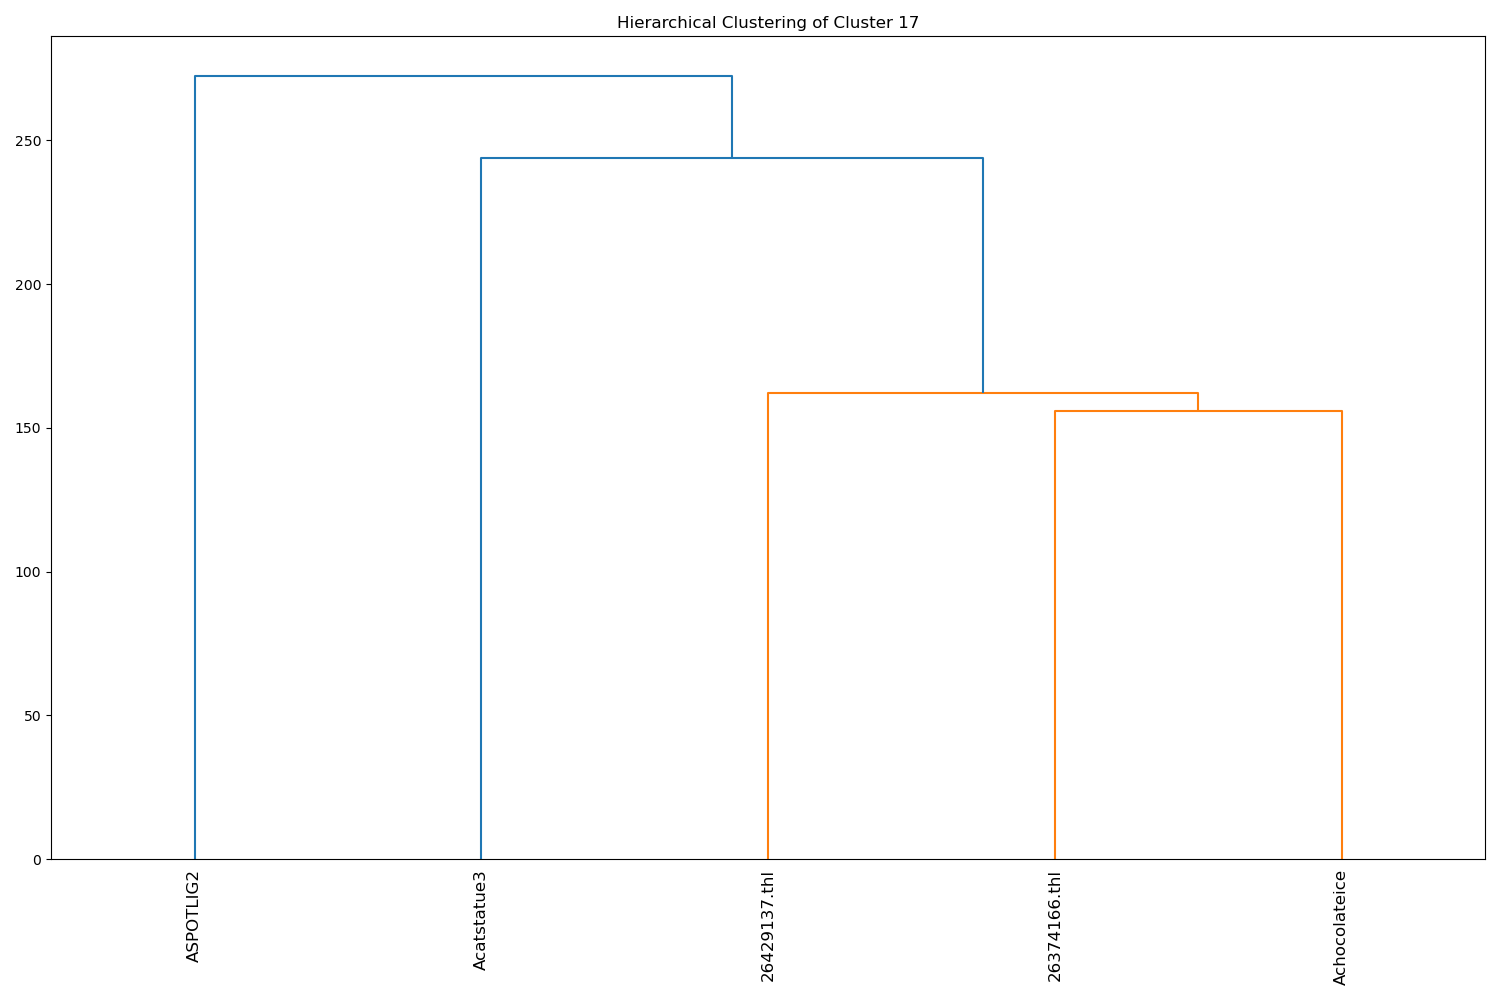 Hierarchical Clustering of Cluster 17
250
200
150
100
50
0
ASPOTLIG2
Acatstatue3
26429137.thl
26374166.thl
Achocolateice